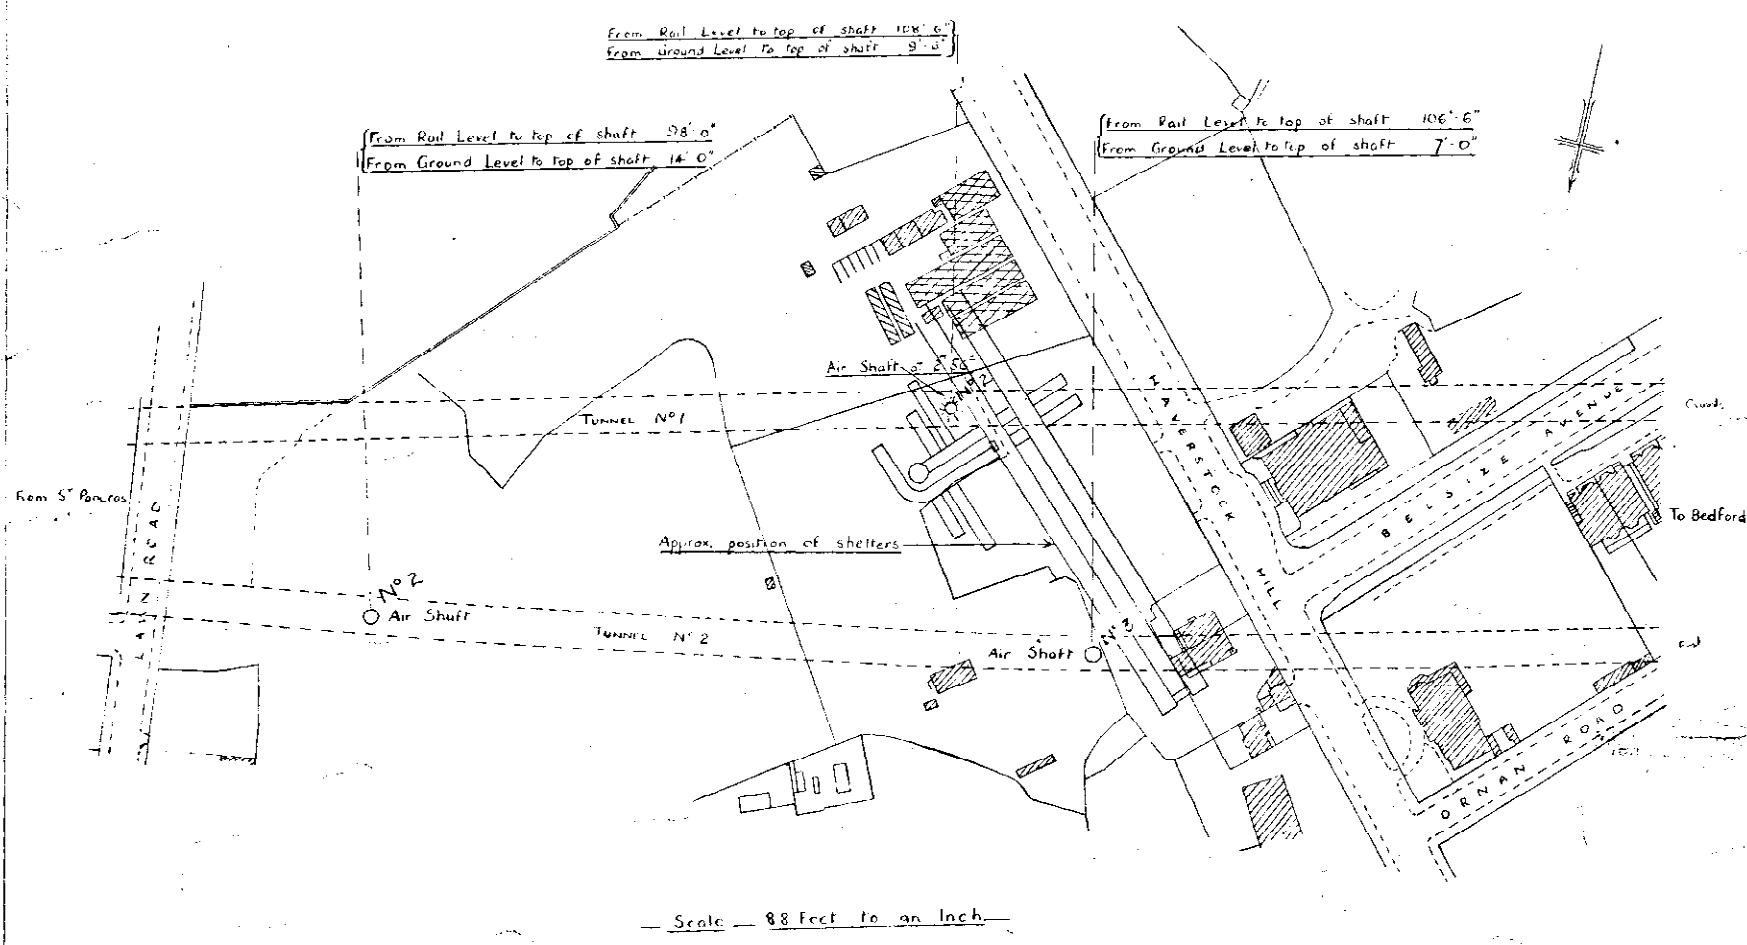 From Rail Level to top of shaft 108' 6"
From Ground Level to top of shaft 9'-6"
From Rail Level to top of shaft 98'-0"
From Ground Level to top of shaft 14' 0"
From Rail Level to top of shaft 106'-6"
From Ground Level to top of shaft 7'-0"
Air Shaft
No 2
TUNNEL No 1
HAVERSTOCK HILL
BELSIZE AVENUE
From St Pancras
To Bedford
LAWN ROAD
Approx. position of shelters
No 2
Air Shaft
TUNNEL No 2
Air Shaft
ORNAN ROAD
Scale 88 Feet to an Inch